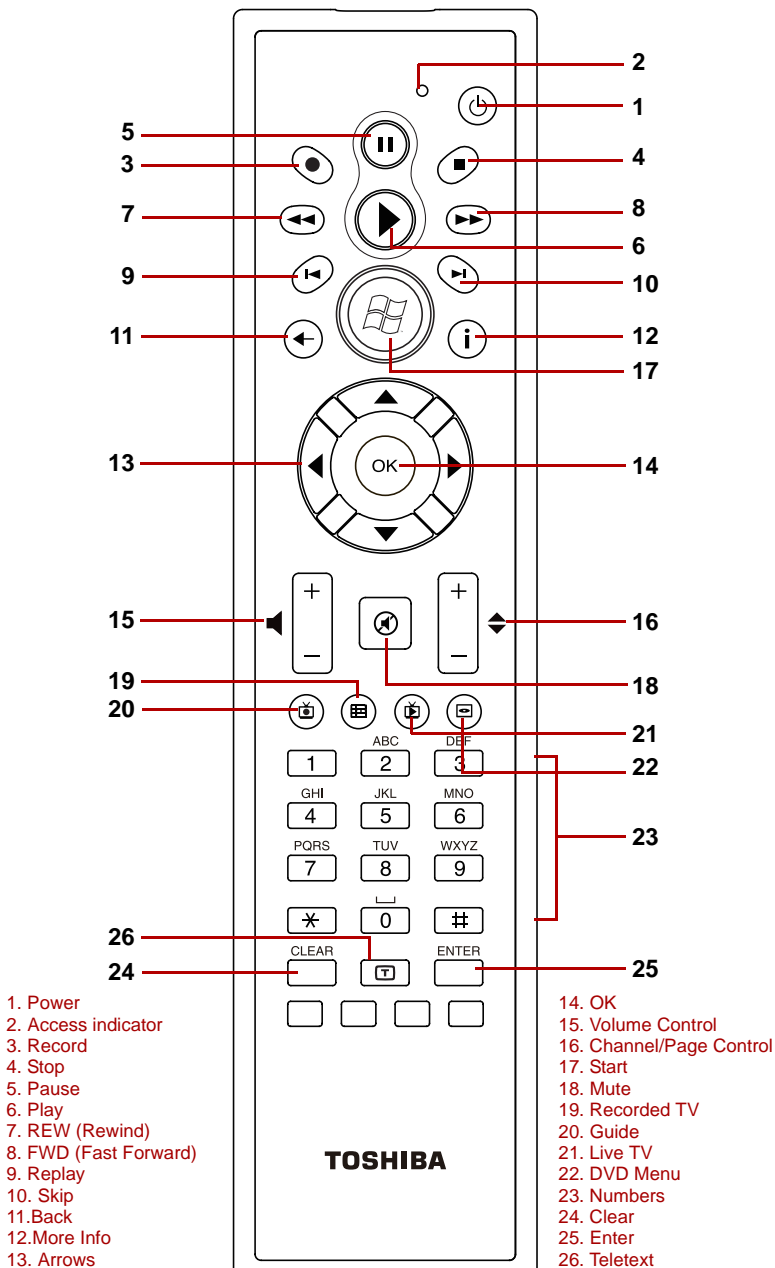 2
1
5
3
4
7
8
6
9
10
11
12
17
13
OK
14
+
+
15
16
−
−
18
19
20
21
22
ABC
DEF
1
2
3
GHI
JKL
MNO
4
5
6
23
PQRS
TUV
WXYZ
7
8
9
*
0
#
26
CLEAR
ENTER
24
T
25
1. Power
2. Access indicator
3. Record
4. Stop
5. Pause
6. Play
7. REW (Rewind)
8. FWD (Fast Forward)
9. Replay
10. Skip
11.Back
12.More Info
13. Arrows
TOSHIBA
14. OK
15. Volume Control
16. Channel/Page Control
17. Start
18. Mute
19. Recorded TV
20. Guide
21. Live TV
22. DVD Menu
23. Numbers
24. Clear
25. Enter
26. Teletext